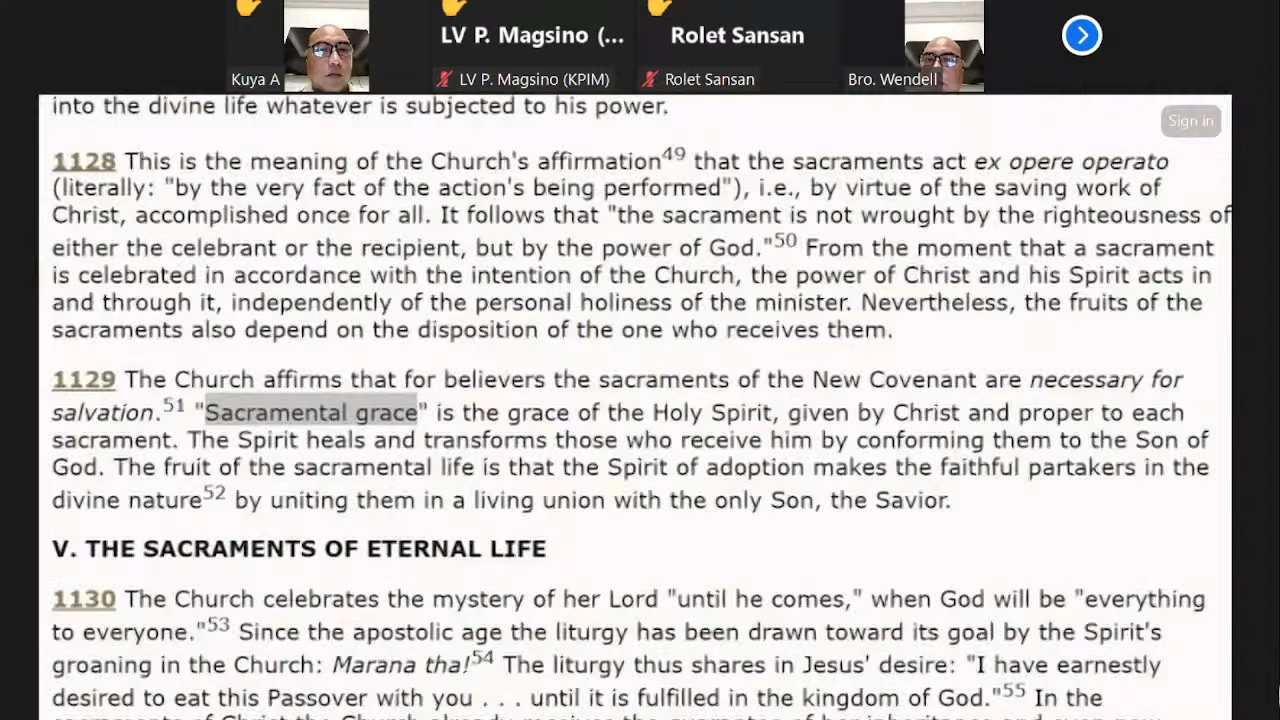 LV P. Magsino (...
Rolet Sansan
Kuya A
LV P. Magsino (KPIM)
Rolet Sansan
Bro. Wendell
into the divine life whatever is subjected to his power.
Sign in
1128 This is the meaning of the Church's affirmation49 that the sacraments act ex opere operato
(literally: "by the very fact of the action's being performed"), i.e., by virtue of the saving work of
Christ, accomplished once for all. It follows that "the sacrament is not wrought by the righteousness of
either the celebrant or the recipient, but by the power of God."50 From the moment that a sacrament
is celebrated in accordance with the intention of the Church, the power of Christ and his Spirit acts in
and through it, independently of the personal holiness of the minister. Nevertheless, the fruits of the
sacraments also depend on the disposition of the one who receives them.
1129 The Church affirms that for believers the sacraments of the New Covenant are necessary for
salvation.51 "Sacramental grace" is the grace of the Holy Spirit, given by Christ and proper to each
sacrament. The Spirit heals and transforms those who receive him by conforming them to the Son of
God. The fruit of the sacramental life is that the Spirit of adoption makes the faithful partakers in the
divine nature52 by uniting them in a living union with the only Son, the Savior.
V. THE SACRAMENTS OF ETERNAL LIFE
1130 The Church celebrates the mystery of her Lord "until he comes," when God will be "everything
to everyone."53 Since the apostolic age the liturgy has been drawn toward its goal by the Spirit's
groaning in the Church: Marana tha!54 The liturgy thus shares in Jesus' desire: "I have earnestly
desired to eat this Passover with you . . . until it is fulfilled in the kingdom of God."55 In the